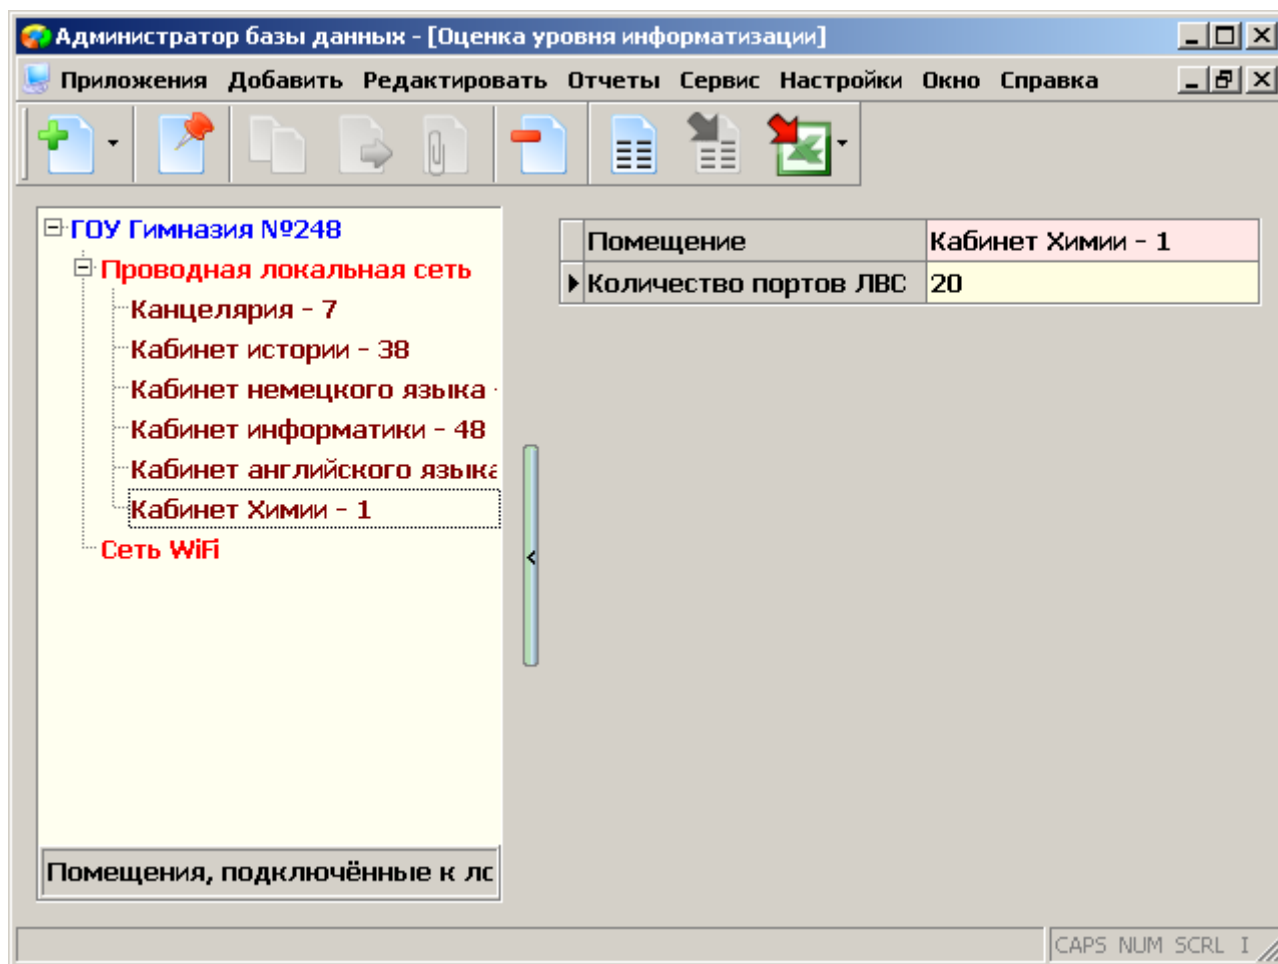 Администратор базы данных - [Оценка уровня информатизации]
Приложения Добавить Редактировать Отчеты Сервис Настройки Окно Справка
ГОУ Гимназия №248
Проводная локальная сеть
Канцелярия - 7
Кабинет истории - 38
Кабинет немецкого языка -
Кабинет информатики - 48
Кабинет английского языка
Кабинет Химии - 1
Сеть WiFi
Помещения, подключённые к
Помещение Кабинет Химии - 1
Количество портов ЛВС 20
CAPS NUM SCRL I